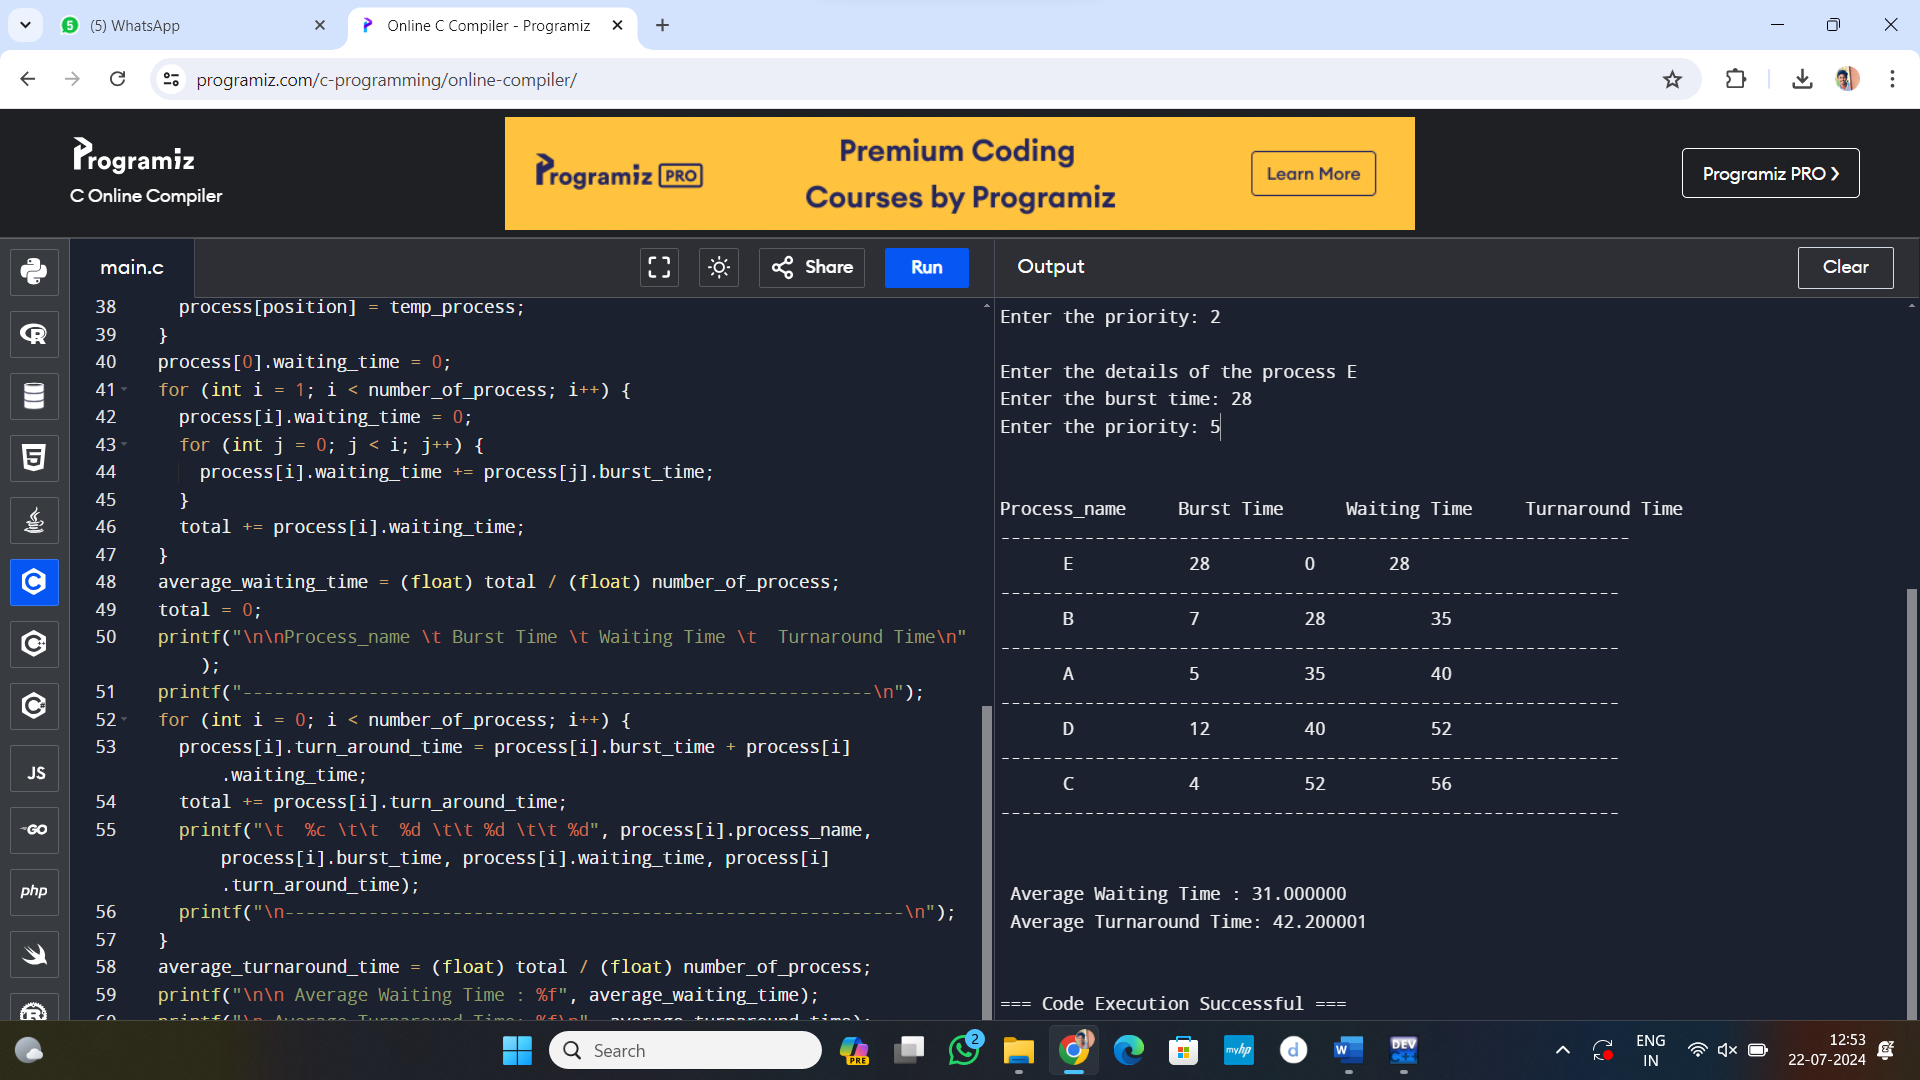 (5) WhatsApp
Online C Compiler - Programiz
programiz.com/c-programming/online-compiler/
Programiz
C Online Compiler
Programiz PRO
Premium Coding
Courses by Programiz
Learn More
Programiz PRO ❯
main.c
Share
Run
38 process[position] = temp_process;
39 }
40 process[0].waiting_time = 0;
41 for (int i = 1; i < number_of_process; i++) {
42 process[i].waiting_time = 0;
43 for (int j = 0; j < i; j++) {
44 process[i].waiting_time += process[j].burst_time;
45 }
46 total += process[i].waiting_time;
47 }
48 average_waiting_time = (float) total / (float) number_of_process;
49 total = 0;
50 printf("\n\nProcess_name \t Burst Time \t Waiting Time \t  Turnaround Time\n"
);
51 printf("------------------------------------------------------------\n");
52 for (int i = 0; i < number_of_process; i++) {
53 process[i].turn_around_time = process[i].burst_time + process[i]
.waiting_time;
54 total += process[i].turn_around_time;
55 printf("\t  %c \t\t  %d \t\t %d \t\t %d", process[i].process_name,
process[i].burst_time, process[i].waiting_time, process[i]
.turn_around_time);
56 printf("\n-----------------------------------------------------------\n");
57 }
58 average_turnaround_time = (float) total / (float) number_of_process;
59 printf("\n\n Average Waiting Time : %f", average_waiting_time);
60 printf("\n Average Turnaround Time: %f\n", average_turnaround_time);
Output
Clear
Enter the priority: 2
Enter the details of the process E
Enter the burst time: 28
Enter the priority: 5
Process_name Burst Time Waiting Time Turnaround Time
------------------------------------------------------------
E 28 0 28
-----------------------------------------------------------
B 7 28 35
-----------------------------------------------------------
A 5 35 40
-----------------------------------------------------------
D 12 40 52
-----------------------------------------------------------
C 4 52 56
-----------------------------------------------------------
Average Waiting Time : 31.000000
Average Turnaround Time: 42.200001
=== Code Execution Successful ===
JS
GO
php
Search
PRE
2
myhp
d
W
DEV
C++
ENG
IN
12:53
22-07-2024